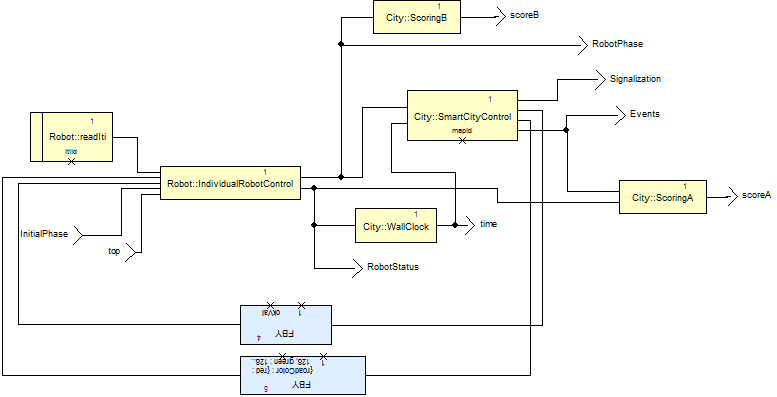 1
City::ScoringB
scoreB
RobotPhase
Signalization
1
City::SmartCityControl
mapId
Events
1
Robot::readIti
itiId
1
Robot::IndividualRobotControl
1
City::ScoringA
scoreA
InitialPhase
top
1
City::WallClock
time
RobotStatus
1
okVal
FBY
4
1
{roadColor : {red :
128, green : 128...
FBY
5